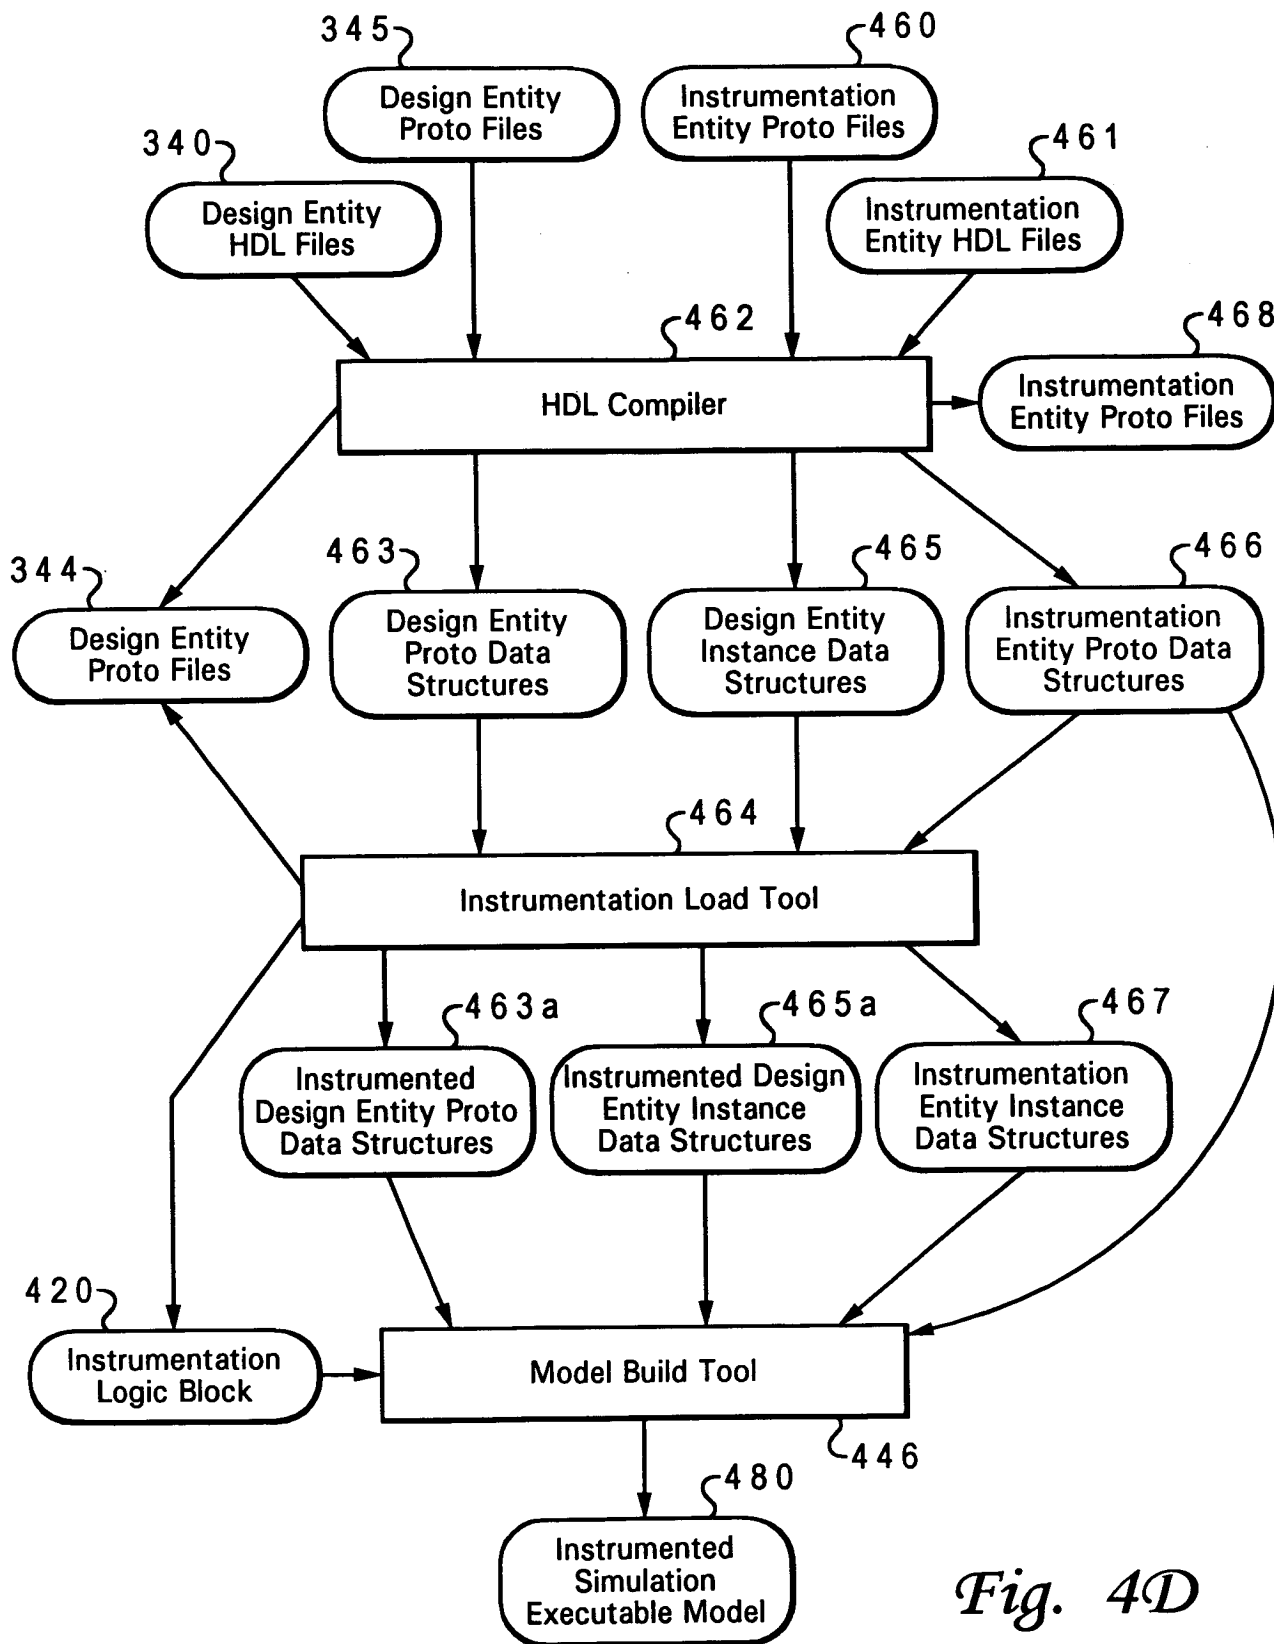 345
460
Design Entity
Proto Files
Instrumentation
Entity Proto Files
340
461
Design Entity
HDL Files
Instrumentation
Entity HDL Files
462
468
HDL Compiler
Instrumentation
Entity Proto Files
463
465
466
344
Design Entity
Proto Files
Design Entity
Proto Data
Structures
Design Entity
Instance Data
Structures
Instrumentation
Entity Proto Data
Structures
464
Instrumentation Load Tool
463a
465a
467
Instrumented
Design Entity Proto
Data Structures
Instrumented Design
Entity Instance
Data Structures
Instrumentation
Entity Instance
Data Structures
420
Instrumentation
Logic Block
Model Build Tool
446
480
Instrumented
Simulation
Executable Model
Fig. 4D